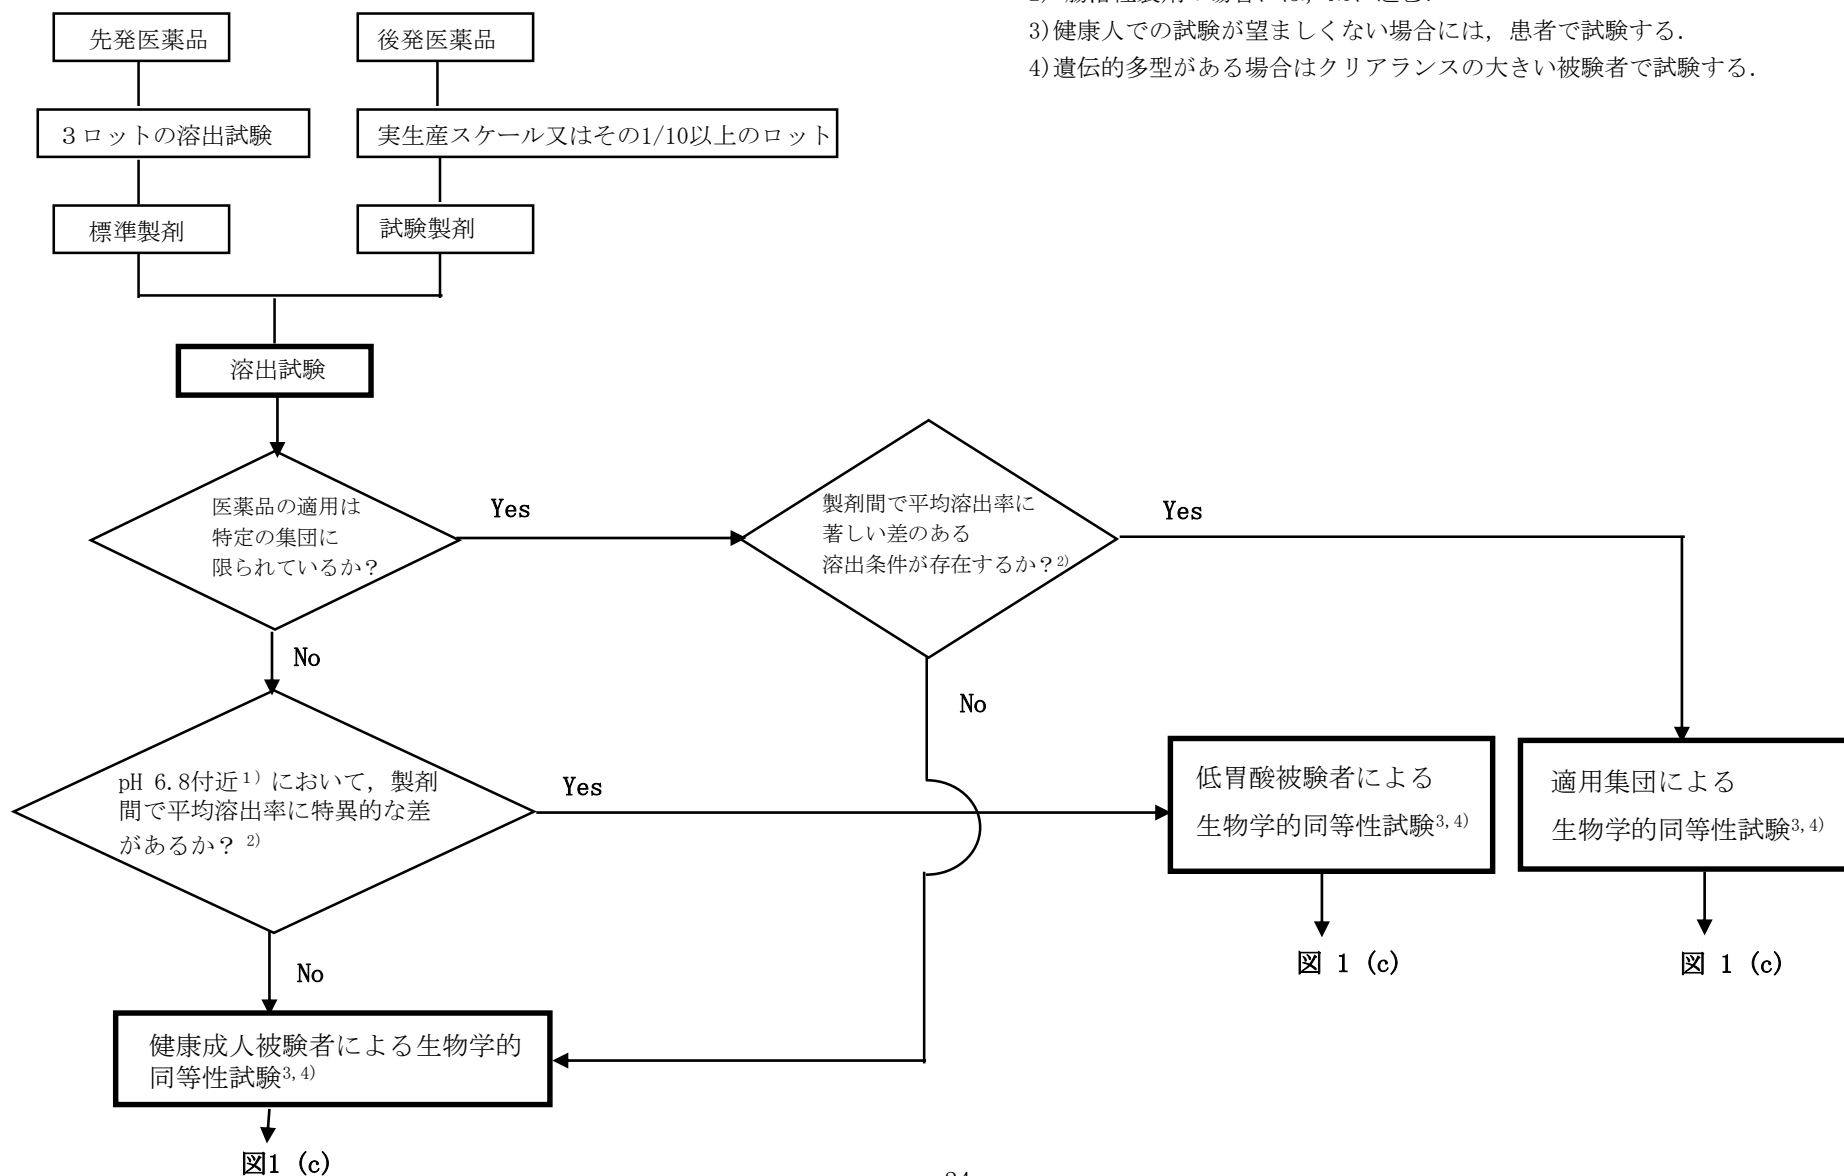 3)健康人での試験が望ましくない場合には，患者で試験する．
4)遺伝的多型がある場合はクリアランスの大きい被験者で試験する．
先発医薬品
後発医薬品
３ロットの溶出試験
実生産スケール又はその1/10以上のロット
標準製剤
試験製剤
溶出試験
医薬品の適用は
特定の集団に
限られているか？
Yes
製剤間で平均溶出率に
著しい差のある
溶出条件が存在するか？2)
Yes
No
No
pH 6.8付近1) において，製剤
間で平均溶出率に特異的な差
があるか？ 2)
Yes
低胃酸被験者による
生物学的同等性試験3,4)
適用集団による
生物学的同等性試験3,4)
図 1 (c)
図 1 (c)
No
健康成人被験者による生物学的
同等性試験3,4)
図1 (c)